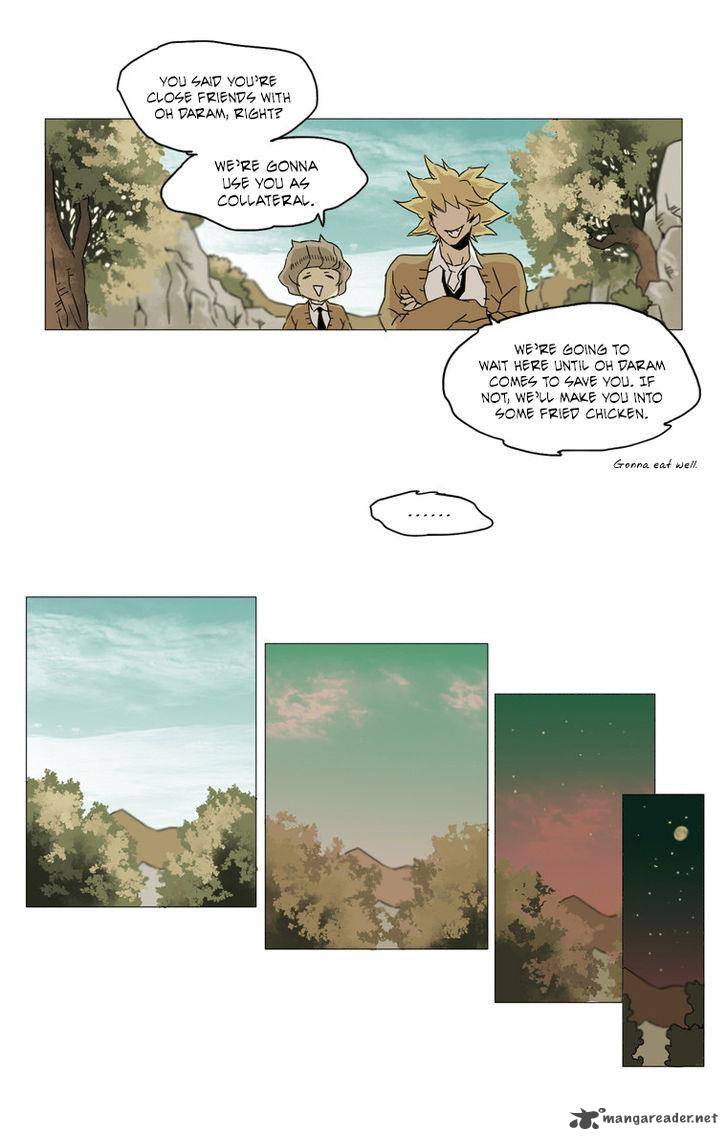 YOU SAID YOU'RE
CLOSE FRIENDS WITH
OH DARAM, RIGHT?
WE'RE GONNA
USE YOU AS
COLLATERAL.
WE'RE GOING TO
WAIT HERE UNTIL OH DARAM
COMES TO SAVE YOU. IF
NOT, WE'LL MAKE YOU INTO
SOME FRIED CHICKEN.
Gonna eat well.
......
mangareader.net